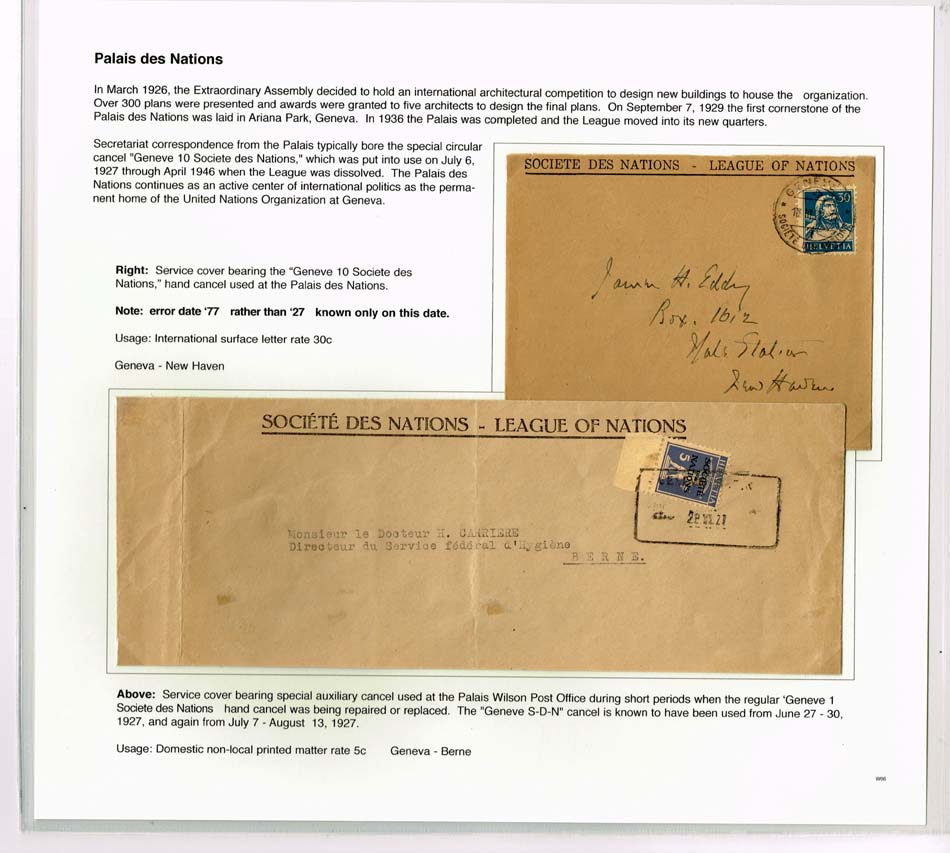 Palais des Nations
In March 1926, the Extraordinary Assembly decided to hold an international architectural competition to design new buildings to house the organization.
Over 300 plans were presented and awards were granted to five architects to design the final plans. On September 7, 1929 the first cornerstone of the
Palais des Nations was laid in Ariana Park, Geneva. In 1936 the Palais was completed and the League moved into its new quarters.
Secretariat correspondence from the Palais typically bore the special circular
cancel "Geneve 10 Societe des Nations," which was put into use on July 6,
1927 through April 1946 when the League was dissolved. The Palais des
Nations continues as an active center of international politics as the perma-
nent home of the United Nations Organization at Geneva.
SOCIETE DES NATIONS - LEAGUE OF NATIONS
GENEVE
SOCIETE
30
HELVETIA
H. Eddy
Box. 1612
Yale Station
New Haven
Right: Service cover bearing the "Geneve 10 Societe des
Nations," hand cancel used at the Palais des Nations.
Note: error date '77 rather than '27 known only on this date.
Usage: International surface letter rate 30c
Geneva - New Haven
SOCIÉTÉ DES NATIONS - LEAGUE OF NATIONS
5
HELVETIA
SOCIÉTÉ
DES
NATIONS
28 VII. 27
Monsieur le Docteur H. CARRIERE
Directeur du Service fédéral d'Hygiène
B E R N E.
Above: Service cover bearing special auxiliary cancel used at the Palais Wilson Post Office during short periods when the regular 'Geneve 1
Societe des Nations hand cancel was being repaired or replaced. The "Geneve S-D-N" cancel is known to have been used from June 27 - 30,
1927, and again from July 7 - August 13, 1927.
Usage: Domestic non-local printed matter rate 5c Geneva - Berne
W96